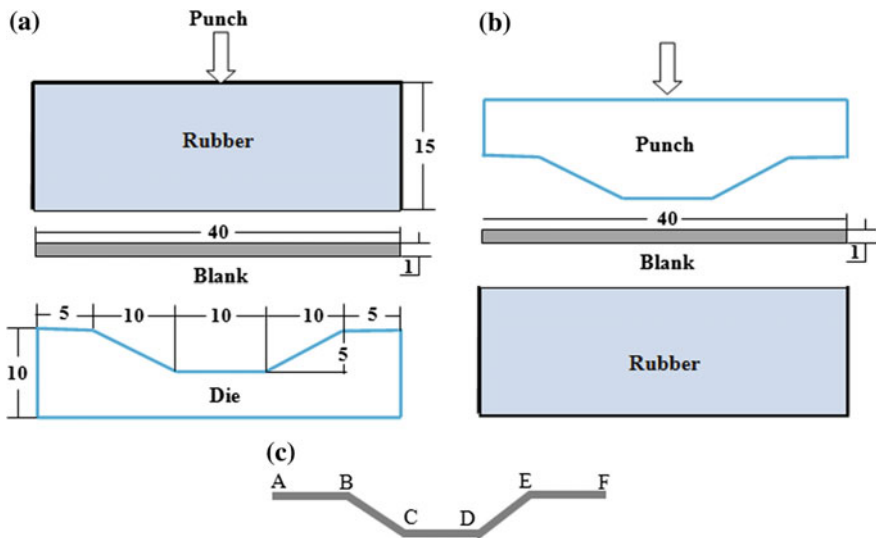 (a)
Punch
Rubber
15
40
1
Blank
5 10 10 10 5
10
5
Die
(b)
Punch
40
1
Blank
Rubber
(c)
A B C D E F